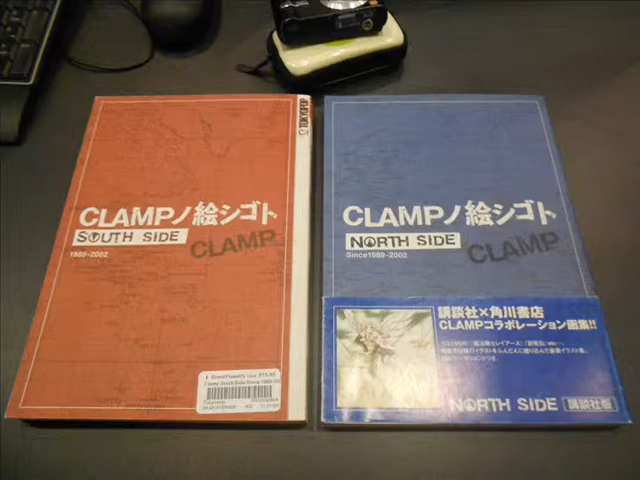 TOKYOPOP
CLAMPノ絵シゴト
SOUTH SIDE
CLAMP
1989-2002
CLAMPノ絵シゴト
NORTH SIDE
CLAMP
Since1989-2002
講談社×角川書店
CLAMPコラボレーション画集!!
NORTH SIDE
講談社版